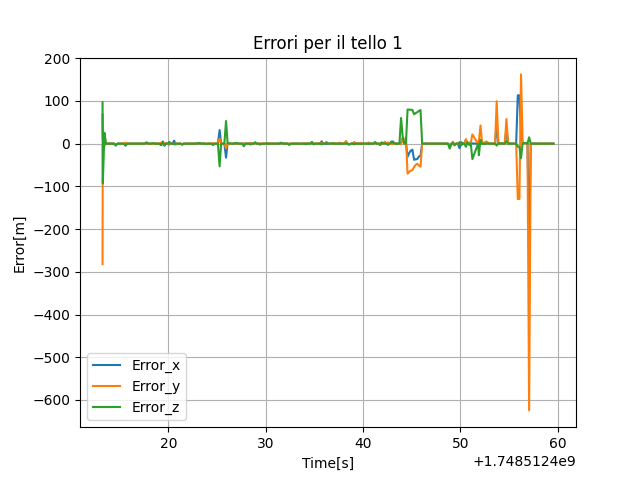 Errori per il tello 1
200
100
0
−100
−200
−300
−400
−500
−600
Error[m]
Error_x
Error_y
Error_z
20
30
40
50
60
Time[s]
+1.7485124e9